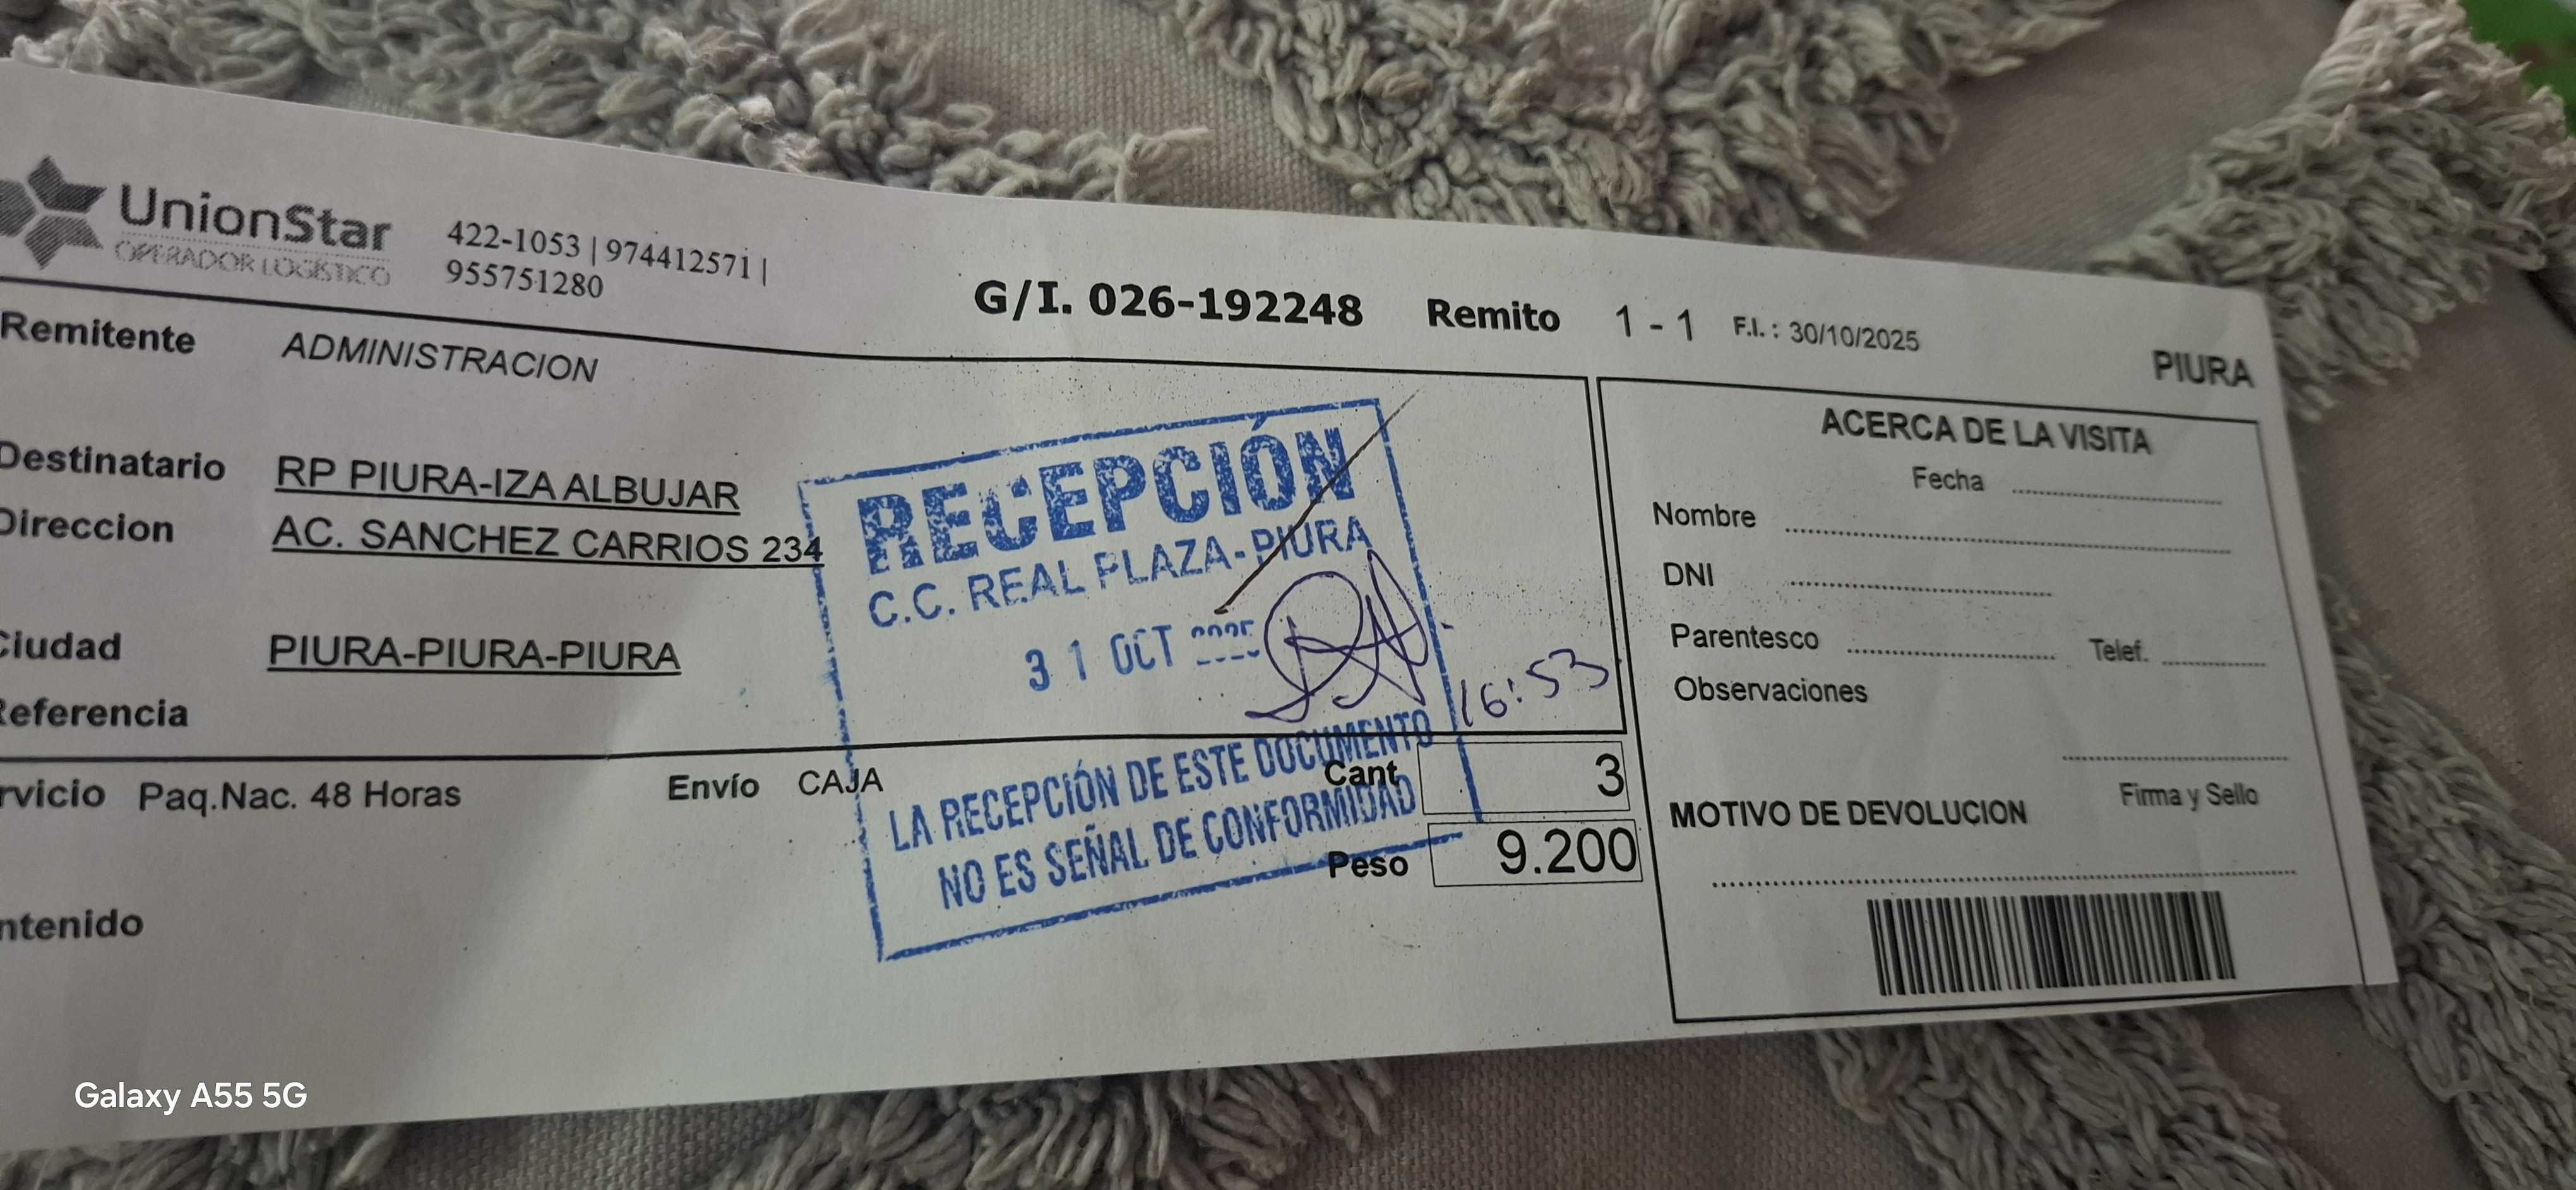 UnionStar
OPERADOR LOGÍSTICO
422-1053 | 974412571 |
955751280
G/I. 026-192248 Remito 1 - 1 F.I. : 30/10/2025
PIURA
Remitente ADMINISTRACION
Destinatario RP PIURA-IZA ALBUJAR
Direccion AC. SANCHEZ CARRIOS 234
Ciudad PIURA-PIURA-PIURA
Referencia
rvicio Paq.Nac. 48 Horas Envío CAJA
Cant 3
Peso 9.200
ntenido
RECEPCIÓN
C.C. REAL PLAZA-PIURA
31 OCT 2025
16:53
LA RECEPCIÓN DE ESTE DOCUMENTO
NO ES SEÑAL DE CONFORMIDAD
ACERCA DE LA VISITA
Fecha
Nombre
DNI
Parentesco Telef.
Observaciones
Firma y Sello
MOTIVO DE DEVOLUCION
Galaxy A55 5G